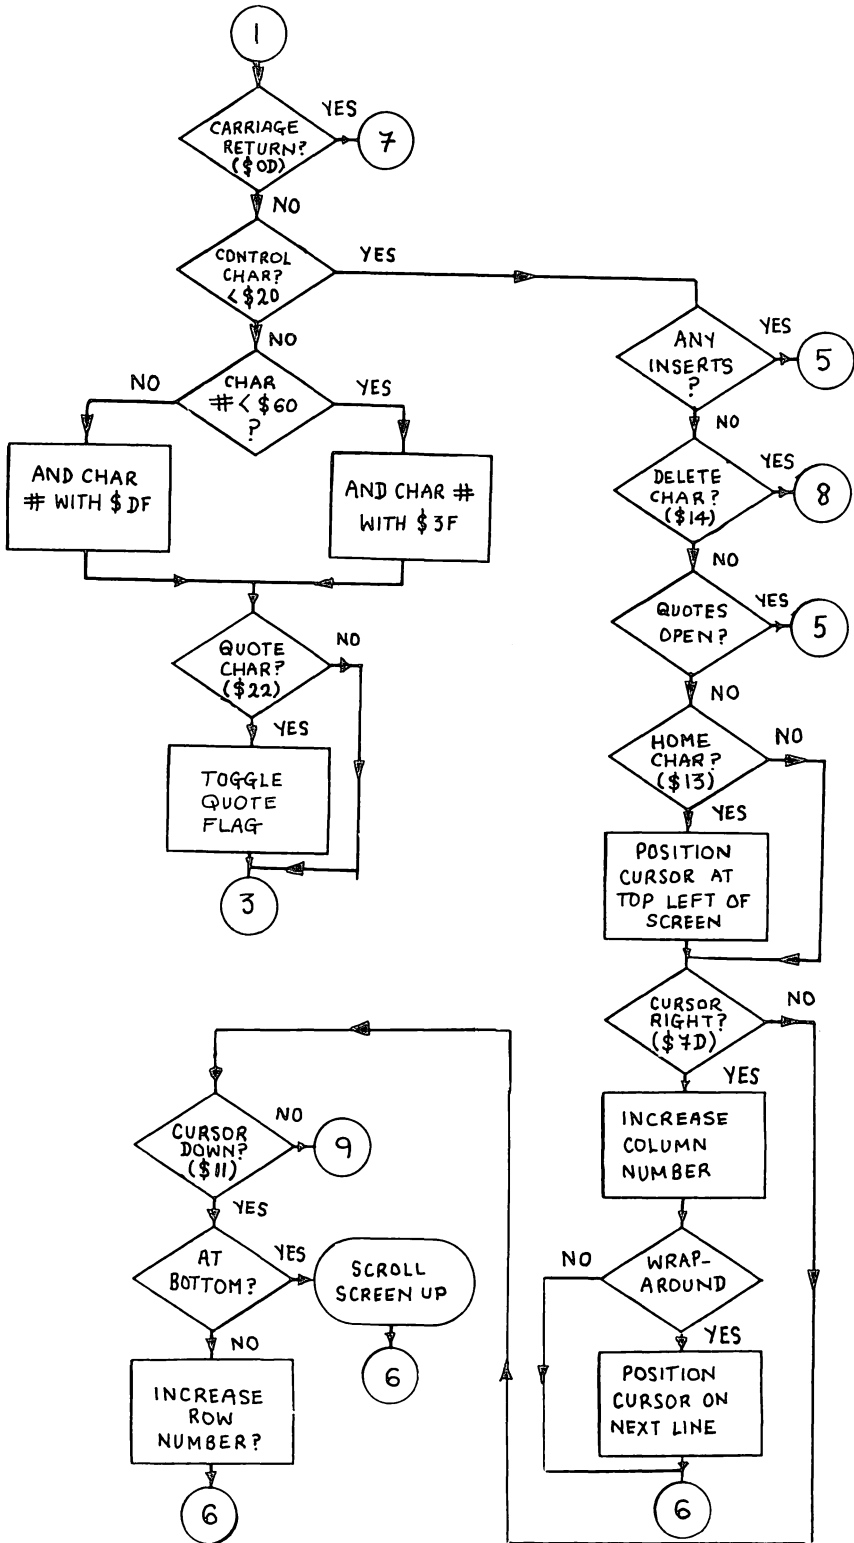 1
YES
CARRIAGE
RETURN?
($0D)
7
NO
CONTROL
CHAR?
< $20
YES
NO
CHAR
# < $60
?
NO
YES
AND CHAR
# WITH $DF
AND CHAR #
WITH $3F
QUOTE
CHAR?
($22)
NO
YES
TOGGLE
QUOTE
FLAG
3
ANY
INSERTS
?
YES
5
NO
DELETE
CHAR?
($14)
YES
8
NO
QUOTES
OPEN?
YES
5
NO
HOME
CHAR?
($13)
NO
YES
POSITION
CURSOR AT
TOP LEFT OF
SCREEN
CURSOR
RIGHT?
($7D)
NO
YES
INCREASE
COLUMN
NUMBER
WRAP-
AROUND
NO
YES
POSITION
CURSOR ON
NEXT LINE
6
CURSOR
DOWN?
($11)
NO
9
YES
AT
BOTTOM?
YES
SCROLL
SCREEN UP
6
NO
INCREASE
ROW
NUMBER?
6